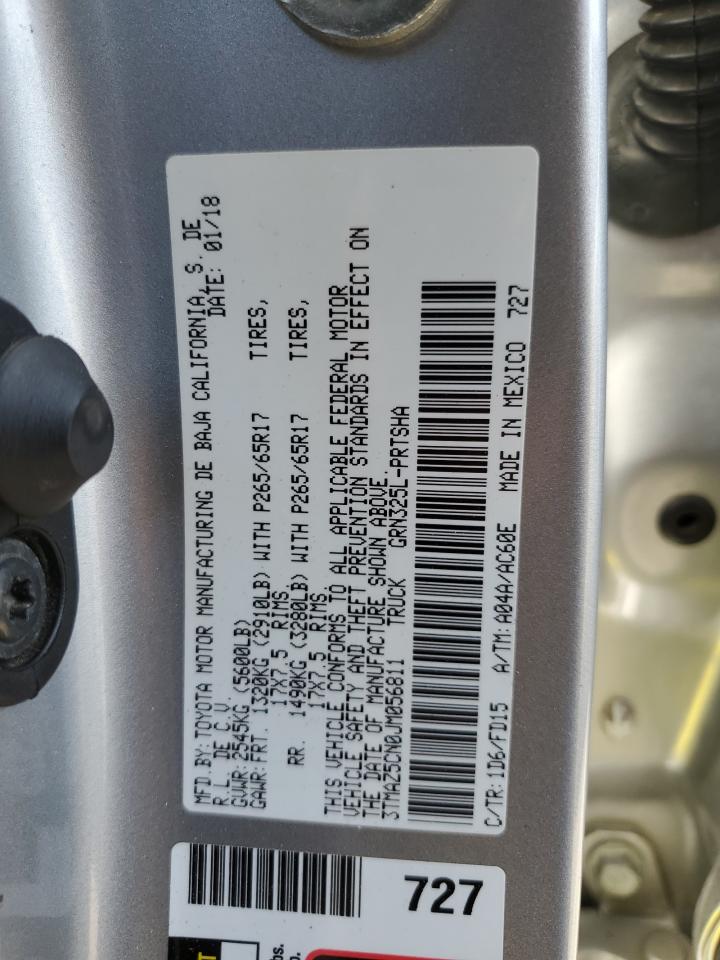 MFD.BY:TOYOTA MOTOR MANUFACTURING DE BAJA CALIFORNIA, S. DE
R.L. DE C.V. DATE: 01/18
GVWR:2545KG (5600LB)
GAWR:FRT. 1320KG (2910LB) WITH P265/65R17 TIRES,
17X7.5 RIMS,
RR. 1490KG (3280LB) WITH P265/65R17 TIRES,
17X7.5 RIMS.
THIS VEHICLE CONFORMS TO ALL APPLICABLE FEDERAL MOTOR
VEHICLE SAFETY AND THEFT PREVENTION STANDARDS IN EFFECT ON
THE DATE OF MANUFACTURE SHOWN ABOVE.
3TMAZ5CN0JM056811 TRUCK GRN325L-PRTSHA
C/TR:1D6/FD15 A/TM:A04A/AC60E MADE IN MEXICO 727
727